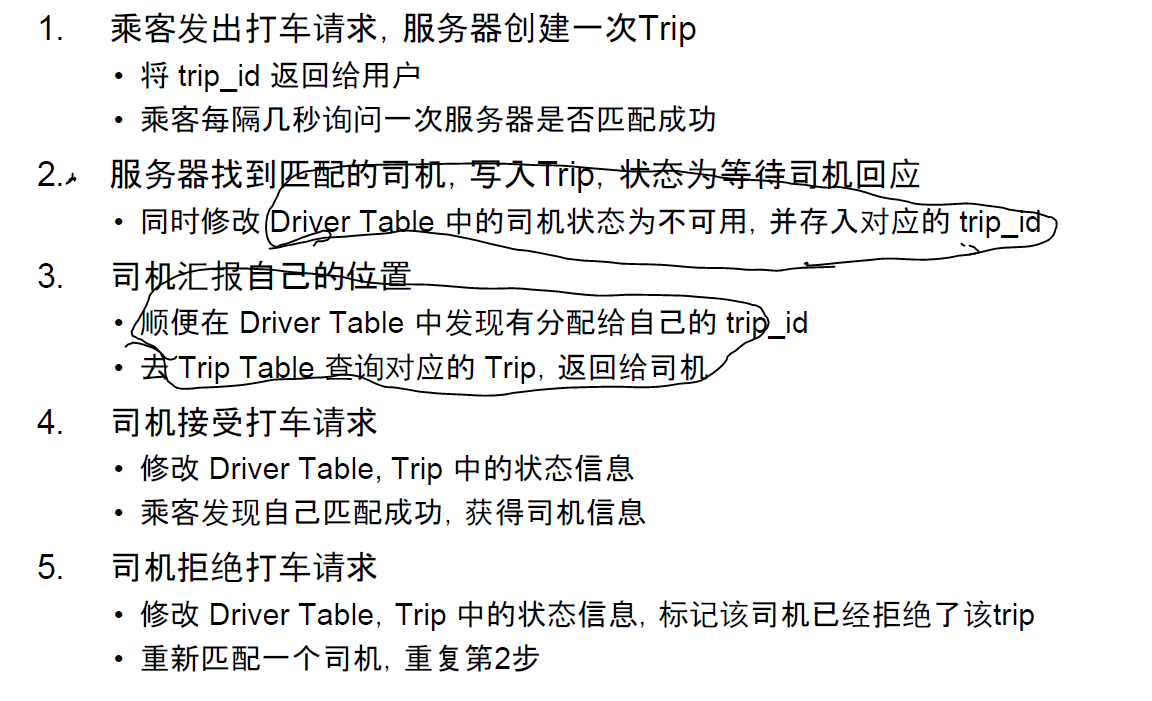 1. 乘客发出打车请求, 服务器创建一次Trip
• 将 trip_id 返回给用户
• 乘客每隔几秒询问一次服务器是否匹配成功
2. 服务器找到匹配的司机, 写入Trip, 状态为等待司机回应
• 同时修改 Driver Table 中的司机状态为不可用, 并存入对应的 trip_id
3. 司机汇报自己的位置
• 顺便在 Driver Table 中发现有分配给自己的 trip_id
• 去 Trip Table 查询对应的 Trip, 返回给司机
4. 司机接受打车请求
• 修改 Driver Table, Trip 中的状态信息
• 乘客发现自己匹配成功, 获得司机信息
5. 司机拒绝打车请求
• 修改 Driver Table, Trip 中的状态信息, 标记该司机已经拒绝了该trip
• 重新匹配一个司机, 重复第2步